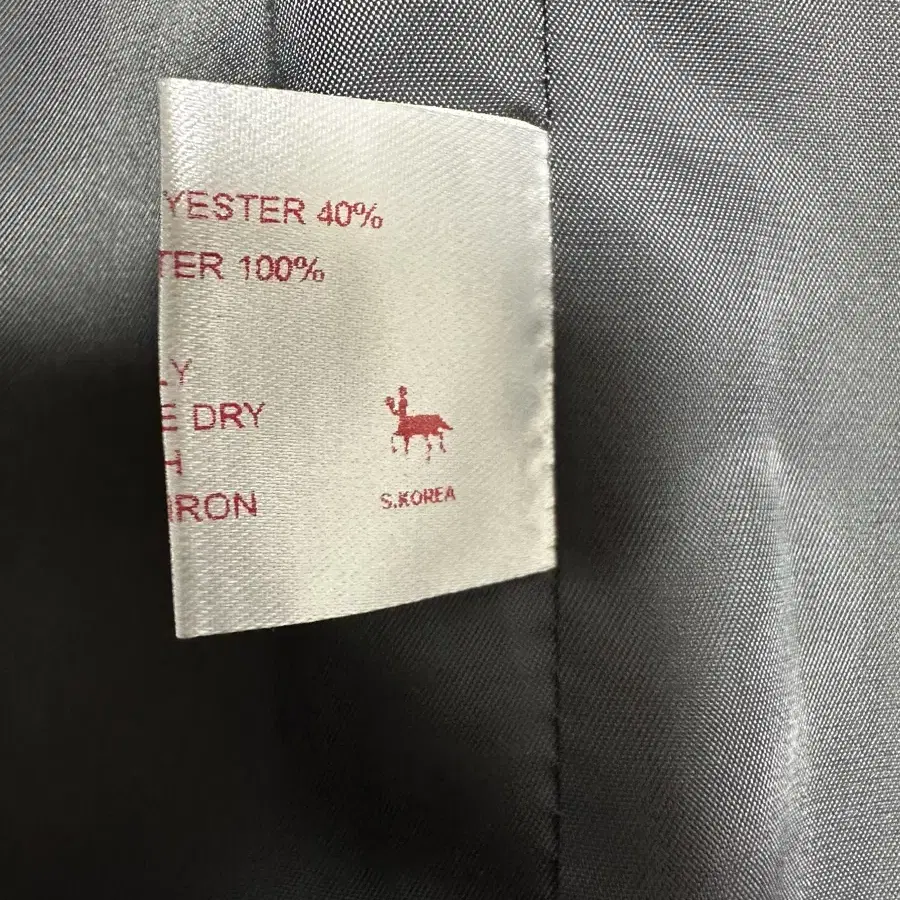 YESTER 40%
TER 100%
LY
E DRY
H
IRON
S.KOREA